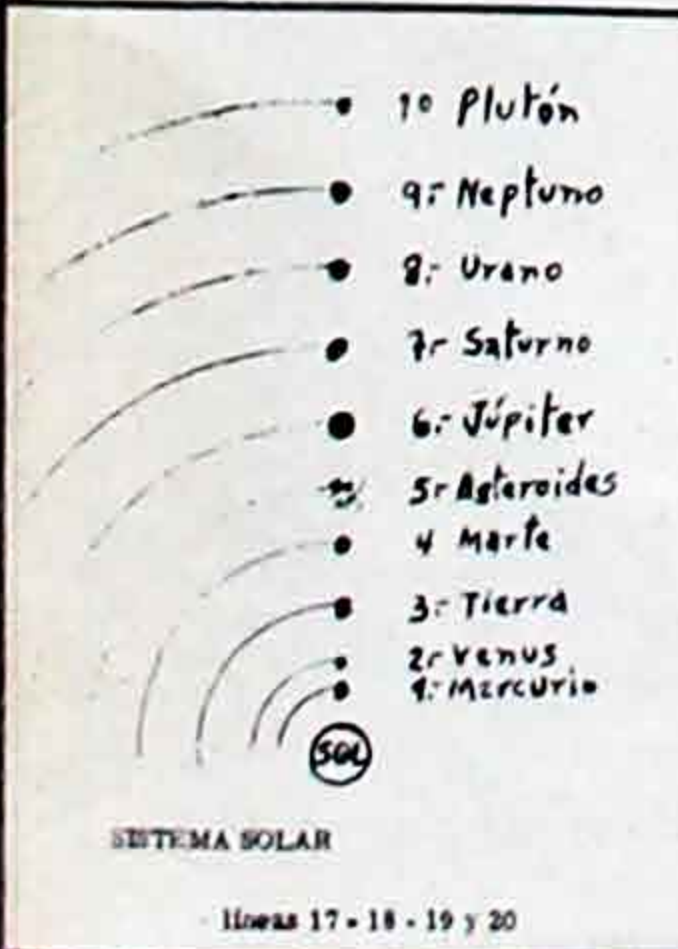 10 Plutón
9.- Neptuno
8.- Urano
7- Saturno
6.- Júpiter
5- Asteroides
4 Marte
3.- Tierra
2- Venus
1.- Mercurio
SOL
SISTEMA SOLAR
líneas 17 - 18 - 19 y 20